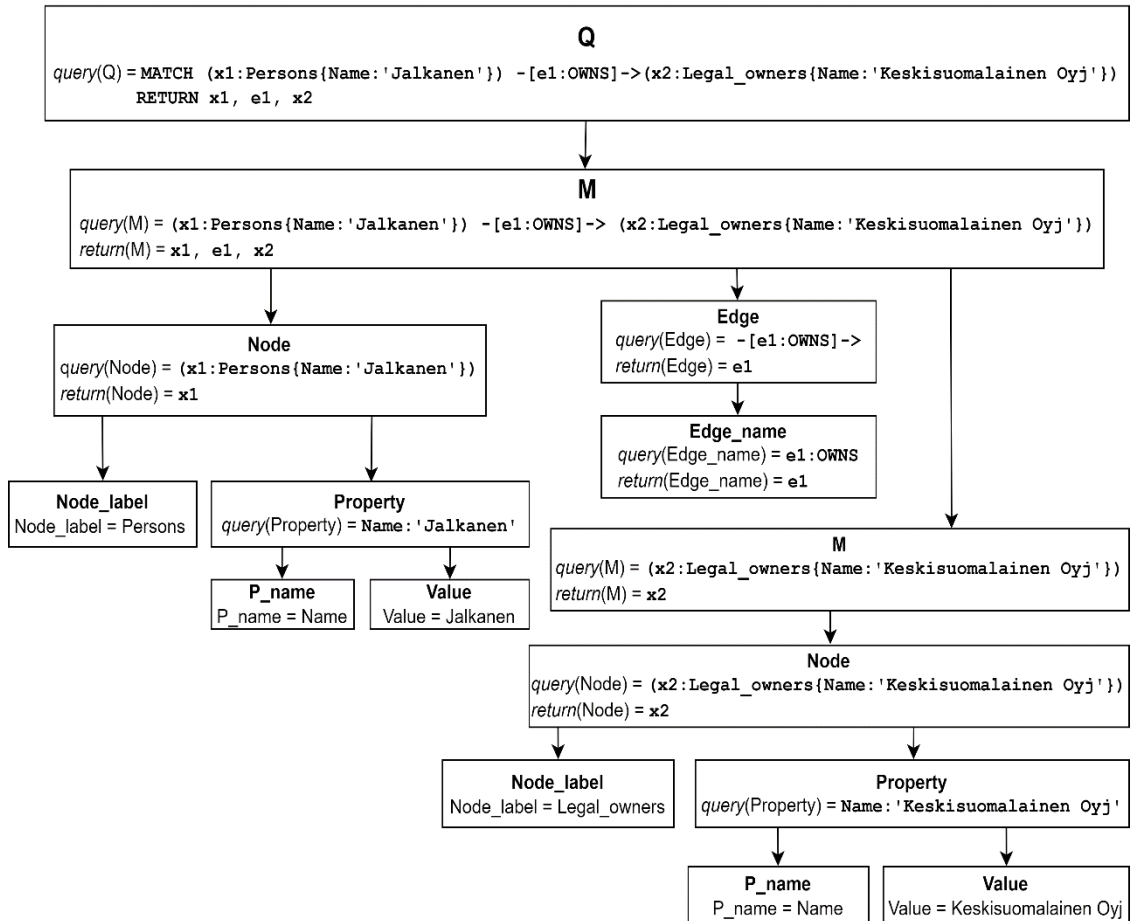 Q
query(Q) = MATCH (x1:Persons{Name:'Jalkanen'}) -[e1:OWNS]->(x2:Legal_owners{Name:'Keskisuomalainen Oyj'})
RETURN x1, e1, x2
M
query(M) = (x1:Persons{Name:'Jalkanen'}) -[e1:OWNS]-> (x2:Legal_owners{Name:'Keskisuomalainen Oyj'})
return(M) = x1, e1, x2
Node
query(Node) = (x1:Persons{Name:'Jalkanen'})
return(Node) = x1
Edge
query(Edge) = -[e1:OWNS]->
return(Edge) = e1
Edge_name
query(Edge_name) = e1:OWNS
return(Edge_name) = e1
Node_label
Node_label = Persons
Property
query(Property) = Name:'Jalkanen'
P_name
P_name = Name
Value
Value = Jalkanen
M
query(M) = (x2:Legal_owners{Name:'Keskisuomalainen Oyj'})
return(M) = x2
Node
query(Node) = (x2:Legal_owners{Name:'Keskisuomalainen Oyj'})
return(Node) = x2
Node_label
Node_label = Legal_owners
Property
query(Property) = Name:'Keskisuomalainen Oyj'
P_name
P_name = Name
Value
Value = Keskisuomalainen Oyj